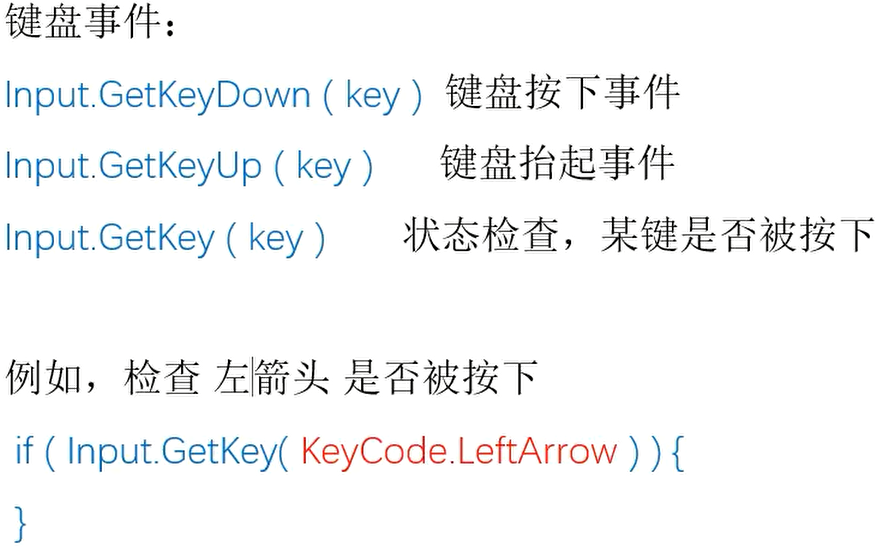 键盘事件：
Input.GetKeyDown ( key ) 键盘按下事件
Input.GetKeyUp ( key ) 键盘抬起事件
Input.GetKey ( key ) 状态检查，某键是否被按下
例如，检查 左箭头 是否被按下
if ( Input.GetKey( KeyCode.LeftArrow ) ) {
}